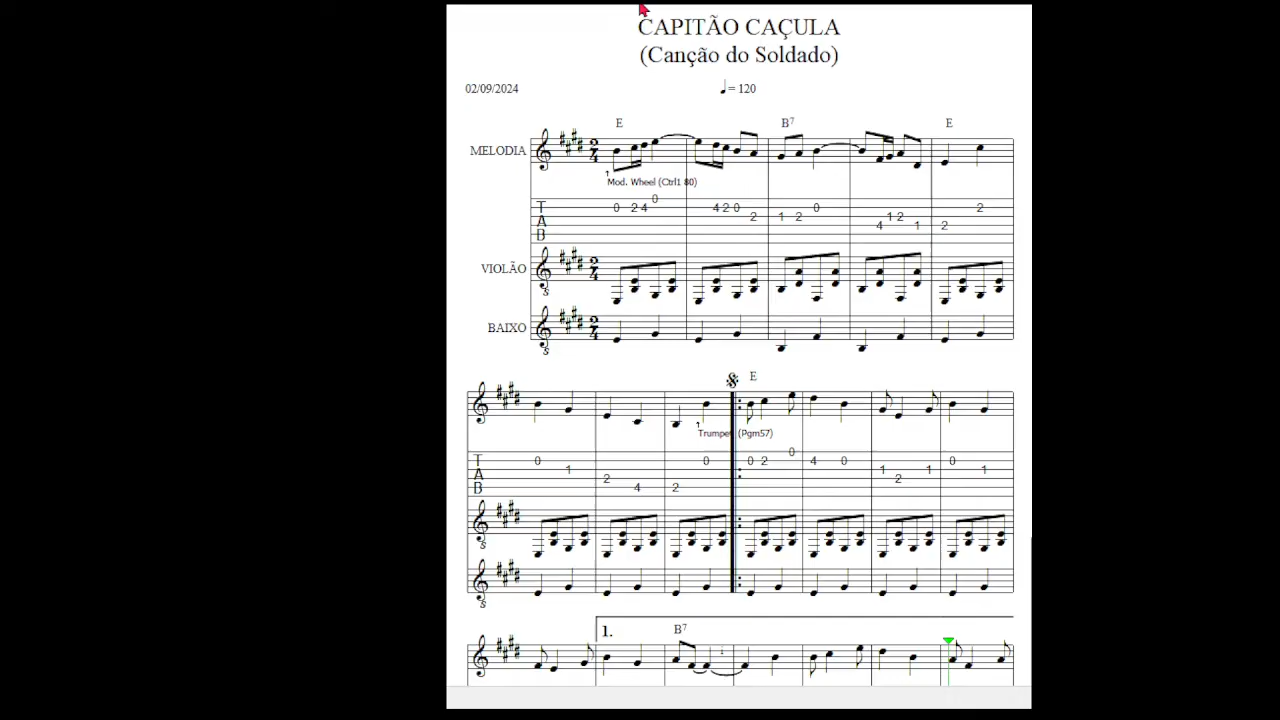 CAPITÃO CAÇULA
(Canção do Soldado)
02/09/2024
♩ = 120
E B7 E
MELODIA
Mod. Wheel (Ctrl1 80)
0 2 4 0 4 2 0 2 1 2 0 4 1 2 1 2 2
T
A
B
VIOLÃO
BAIXO
E
Trumpet (Pgm57)
0 1 2 4 2 0 0 2 0 4 0 1 2 1 0 1
T
A
B
1.
B7